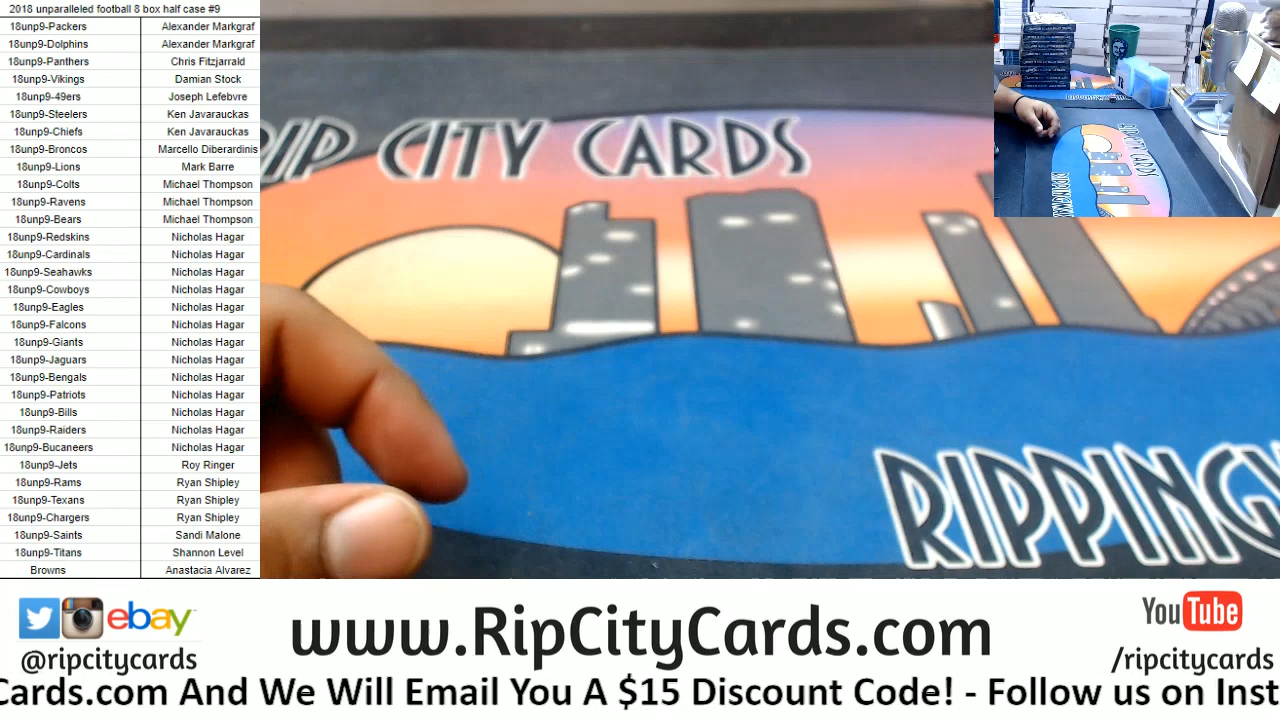 2018 unparalleled football 8 box half case #9
18unp9-Packers Alexander Markgraf
18unp9-Dolphins Alexander Markgraf
18unp9-Panthers Chris Fitzjarrald
18unp9-Vikings Damian Stock
18unp9-49ers Joseph Lefebvre
18unp9-Steelers Ken Javarauckas
18unp9-Chiefs Ken Javarauckas
18unp9-Broncos Marcello Diberardinis
18unp9-Lions Mark Barre
18unp9-Colts Michael Thompson
18unp9-Ravens Michael Thompson
18unp9-Bears Michael Thompson
18unp9-Redskins Nicholas Hagar
18unp9-Cardinals Nicholas Hagar
18unp9-Seahawks Nicholas Hagar
18unp9-Cowboys Nicholas Hagar
18unp9-Eagles Nicholas Hagar
18unp9-Falcons Nicholas Hagar
18unp9-Giants Nicholas Hagar
18unp9-Jaguars Nicholas Hagar
18unp9-Bengals Nicholas Hagar
18unp9-Patriots Nicholas Hagar
18unp9-Bills Nicholas Hagar
18unp9-Raiders Nicholas Hagar
18unp9-Bucaneers Nicholas Hagar
18unp9-Jets Roy Ringer
18unp9-Rams Ryan Shipley
18unp9-Texans Ryan Shipley
18unp9-Chargers Ryan Shipley
18unp9-Saints Sandi Malone
18unp9-Titans Shannon Level
Browns Anastacia Alvarez
RIP CITY CARDS
RIPPING
RIP CITY CARDS
ebay
@ripcitycards
www.RipCityCards.com
YouTube
/ripcitycards
Cards.com And We Will Email You A $15 Discount Code! - Follow us on Inst